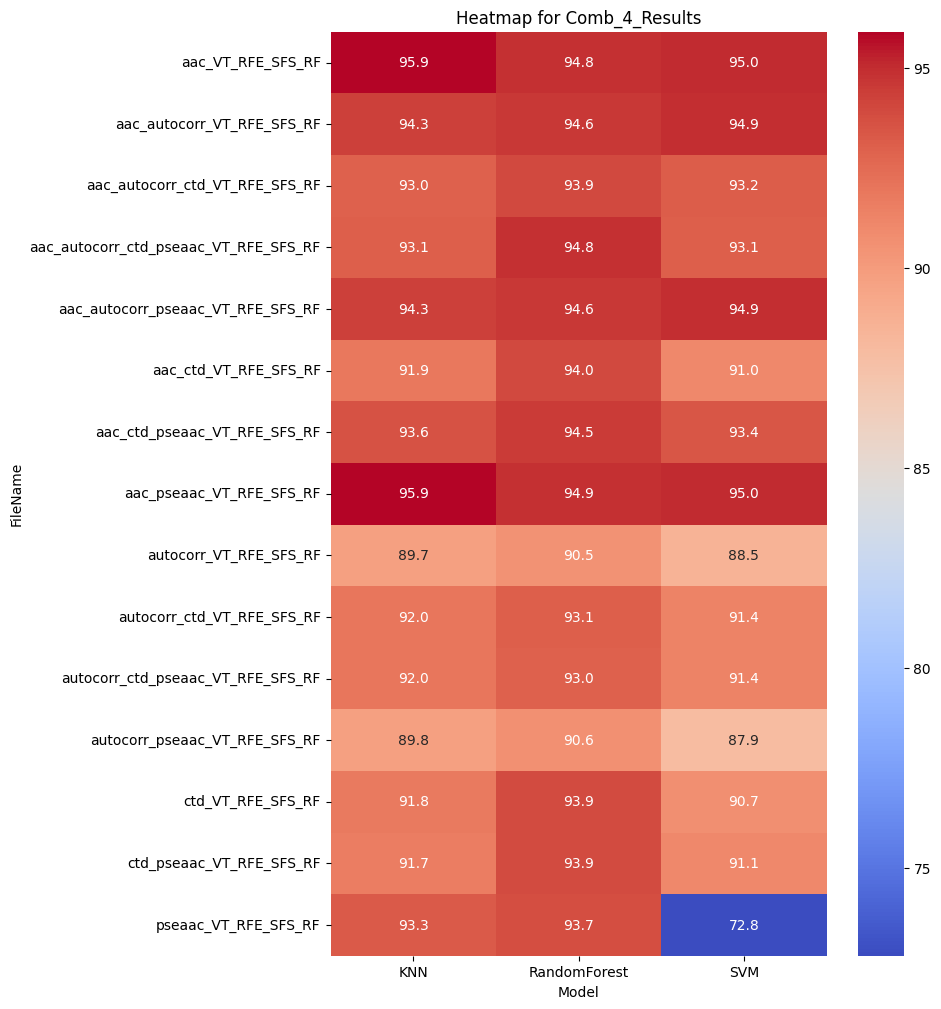 Heatmap for Comb_4_Results
aac_VT_RFE_SFS_RF 95.9 94.8 95.0
aac_autocorr_VT_RFE_SFS_RF 94.3 94.6 94.9
aac_autocorr_ctd_VT_RFE_SFS_RF 93.0 93.9 93.2
aac_autocorr_ctd_pseaac_VT_RFE_SFS_RF 93.1 94.8 93.1
aac_autocorr_pseaac_VT_RFE_SFS_RF 94.3 94.6 94.9
aac_ctd_VT_RFE_SFS_RF 91.9 94.0 91.0
aac_ctd_pseaac_VT_RFE_SFS_RF 93.6 94.5 93.4
aac_pseaac_VT_RFE_SFS_RF 95.9 94.9 95.0
autocorr_VT_RFE_SFS_RF 89.7 90.5 88.5
autocorr_ctd_VT_RFE_SFS_RF 92.0 93.1 91.4
autocorr_ctd_pseaac_VT_RFE_SFS_RF 92.0 93.0 91.4
autocorr_pseaac_VT_RFE_SFS_RF 89.8 90.6 87.9
ctd_VT_RFE_SFS_RF 91.8 93.9 90.7
ctd_pseaac_VT_RFE_SFS_RF 91.7 93.9 91.1
pseaac_VT_RFE_SFS_RF 93.3 93.7 72.8
KNN RandomForest SVM
Model
FileName
95
90
85
80
75